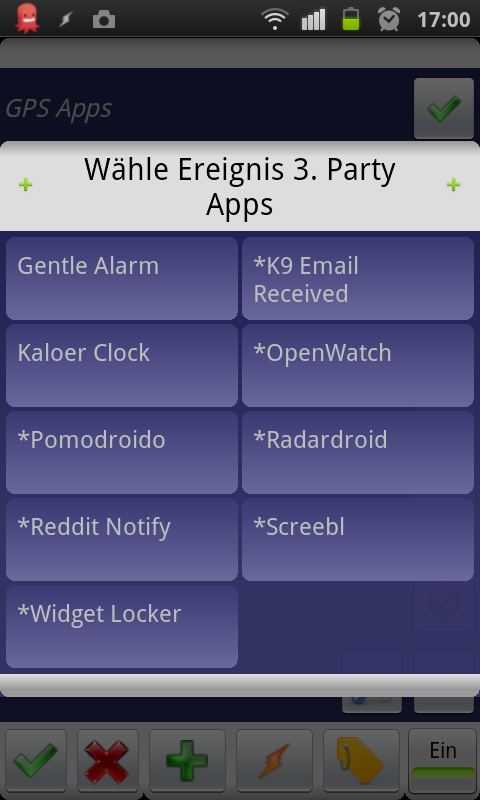 17:00
GPS Apps
Wähle Ereignis 3. Party
Apps
Gentle Alarm
*K9 Email
Received
Kaloer Clock
*OpenWatch
*Pomodroido
*Radardroid
*Reddit Notify
*Screebl
*Widget Locker
Ein